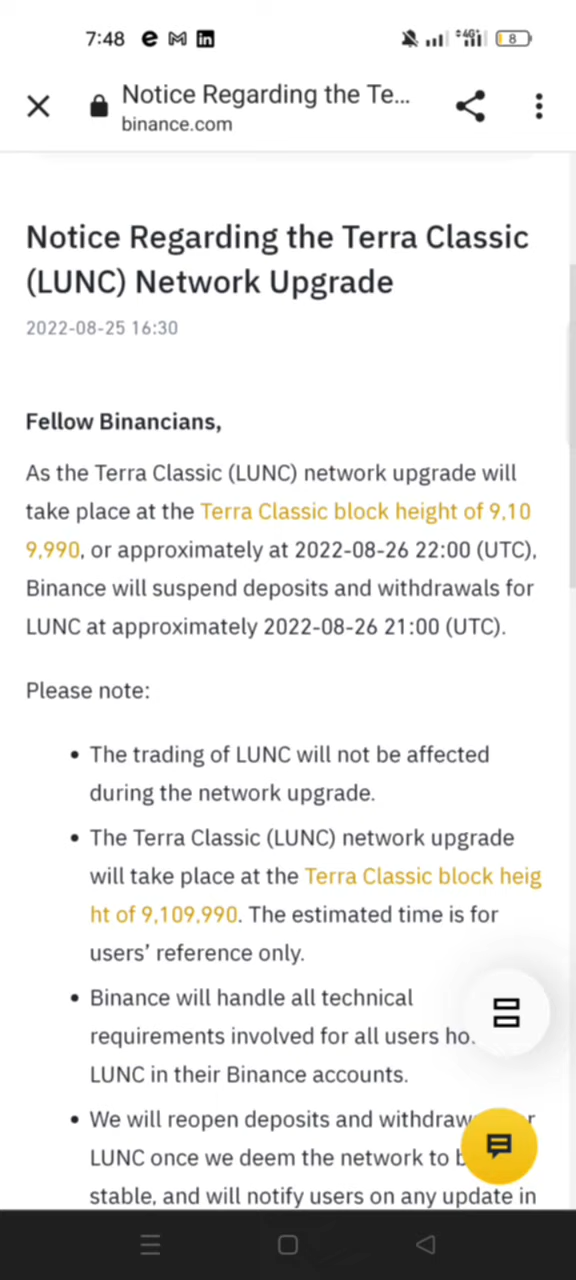 7:48
4G+
8
Notice Regarding the Te...
binance.com
Notice Regarding the Terra Classic
(LUNC) Network Upgrade
2022-08-25 16:30
Fellow Binancians,
As the Terra Classic (LUNC) network upgrade will
take place at the Terra Classic block height of 9,10
9,990, or approximately at 2022-08-26 22:00 (UTC),
Binance will suspend deposits and withdrawals for
LUNC at approximately 2022-08-26 21:00 (UTC).
Please note:
• The trading of LUNC will not be affected
during the network upgrade.
• The Terra Classic (LUNC) network upgrade
will take place at the Terra Classic block heig
ht of 9,109,990. The estimated time is for
users’ reference only.
• Binance will handle all technical
requirements involved for all users
LUNC in their Binance accounts.
• We will reopen deposits and
LUNC once we deem the network to
stable, and will notify users on any update in